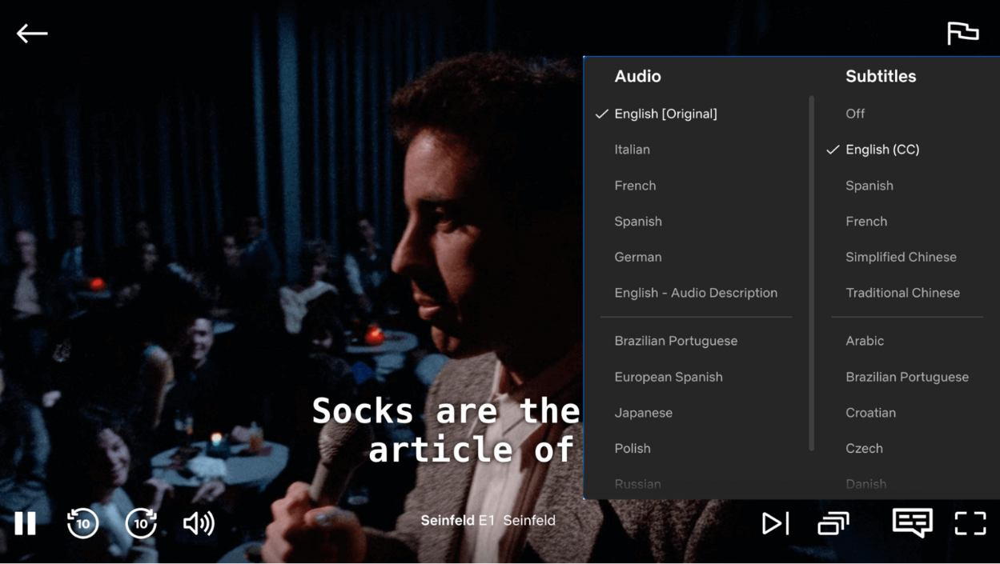 Audio
English [Original]
Italian
French
Spanish
German
English - Audio Description
Brazilian Portuguese
European Spanish
Japanese
Polish
Russian
Subtitles
Off
English (CC)
Spanish
French
Simplified Chinese
Traditional Chinese
Arabic
Brazilian Portuguese
Croatian
Czech
Danish
Socks are the
article of
10
10
Seinfeld E1 Seinfeld